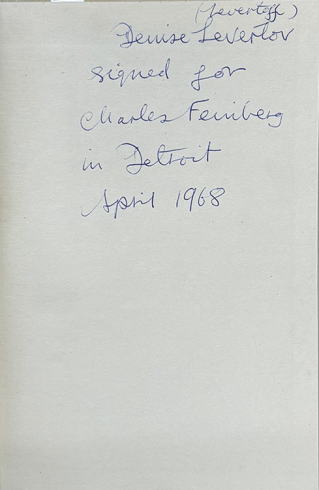 (Levertoff)
Denise Levertov
signed for
Charles Feinberg
in Detroit
April 1968